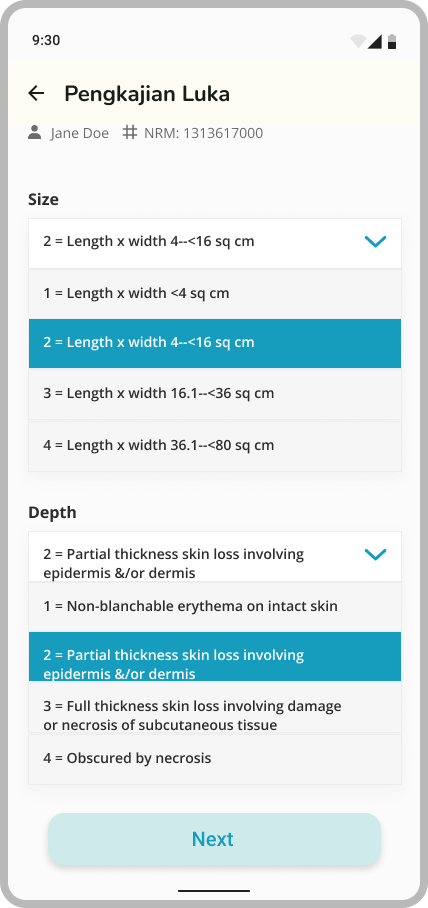 9:30
Pengkajian Luka
Jane Doe # NRM: 1313617000
Size
2 = Length x width 4--<16 sq cm
1 = Length x width <4 sq cm
2 = Length x width 4--<16 sq cm
3 = Length x width 16.1--<36 sq cm
4 = Length x width 36.1--<80 sq cm
Depth
2 = Partial thickness skin loss involving
epidermis &/or dermis
1 = Non-blanchable erythema on intact skin
2 = Partial thickness skin loss involving
epidermis &/or dermis
3 = Full thickness skin loss involving damage
or necrosis of subcutaneous tissue
4 = Obscured by necrosis
Next